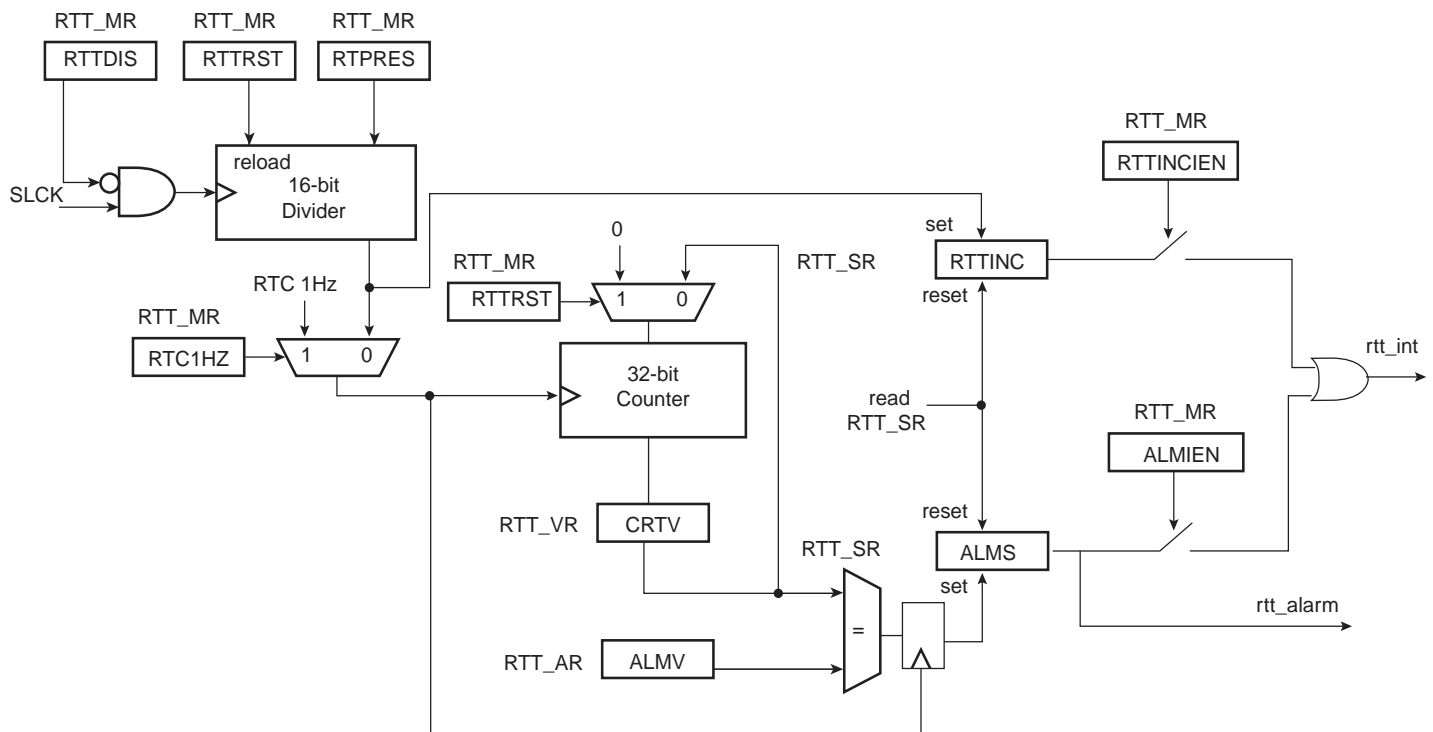 RTT_MR
RTT_MR
RTT_MR
RTTDIS
RTTRST
RTPRES
reload
16-bit
Divider
SLCK
RTT_MR
RTTINCIEN
0
RTT_MR
RTTRST
1
0
RTT_SR
set
RTTINC
reset
RTC 1Hz
RTT_MR
RTC1HZ
1
0
32-bit
Counter
read
RTT_SR
rtt_int
RTT_MR
ALMIEN
RTT_VR
CRTV
RTT_SR
reset
ALMS
set
=
rtt_alarm
RTT_AR
ALMV